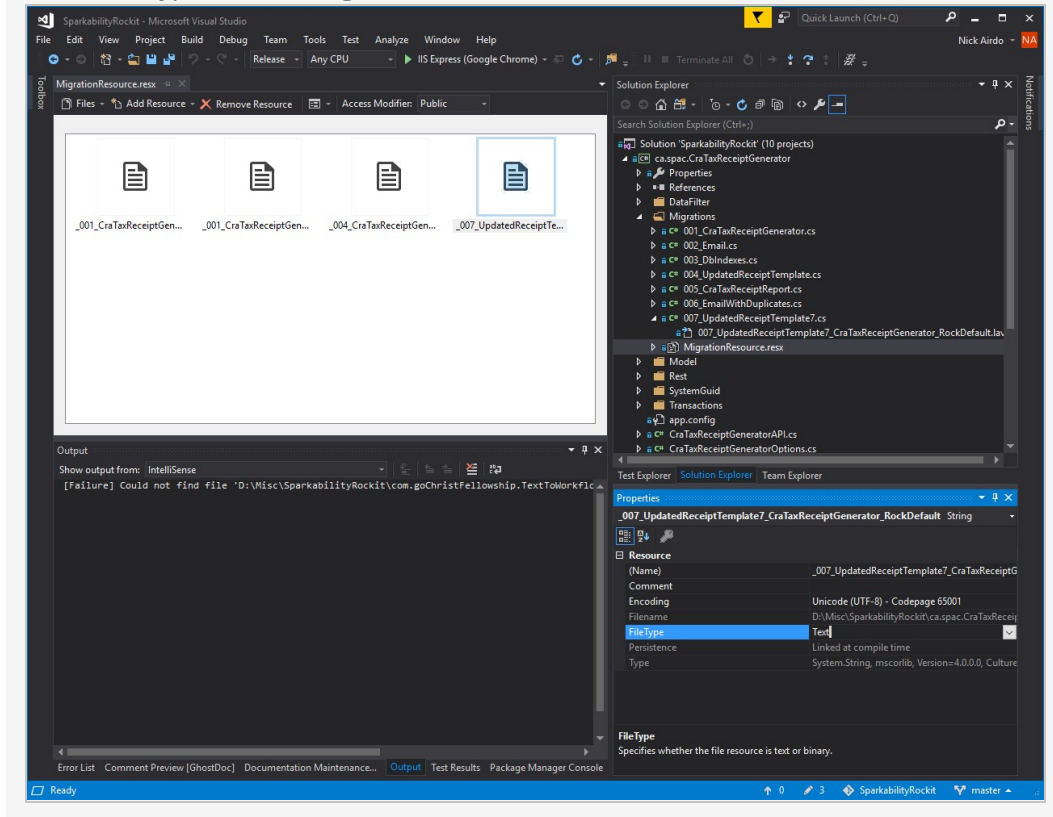 SparkabilityRockit - Microsoft Visual Studio
Quick Launch (Ctrl+Q)
File Edit View Project Build Debug Team Tools Test Analyze Window Help
Nick Airdo NA
Release Any CPU IIS Express (Google Chrome) Terminate All
Toolbox
MigrationResource.resx
Files Add Resource Remove Resource Access Modifier: Public
_001_CraTaxReceiptGen... _001_CraTaxReceiptGen... _004_CraTaxReceiptGen... _007_UpdatedReceiptTe...
Output
Show output from: IntelliSense
[Failure] Could not find file 'D:\Misc\SparkabilityRockit\com.goChristFellowship.TextToWorkflo
Error List Comment Preview [GhostDoc] Documentation Maintenance... Output Test Results Package Manager Console
Solution Explorer
Notifications
Search Solution Explorer (Ctrl+;)
Solution 'SparkabilityRockit' (10 projects)
ca.spac.CraTaxReceiptGenerator
Properties
References
DataFilter
Migrations
001_CraTaxReceiptGenerator.cs
002_Email.cs
003_DbIndexes.cs
004_UpdatedReceiptTemplate.cs
005_CraTaxReceiptReport.cs
006_EmailWithDuplicates.cs
007_UpdatedReceiptTemplate7.cs
007_UpdatedReceiptTemplate7_CraTaxReceiptGenerator_RockDefault.lav
MigrationResource.resx
Model
Rest
SystemGuid
Transactions
app.config
CraTaxReceiptGeneratorAPI.cs
CraTaxReceiptGeneratorOptions.cs
Test Explorer Solution Explorer Team Explorer
Properties
_007_UpdatedReceiptTemplate7_CraTaxReceiptGenerator_RockDefault String
Resource
(Name) _007_UpdatedReceiptTemplate7_CraTaxReceiptG
Comment
Encoding Unicode (UTF-8) - Codepage 65001
Filename D:\Misc\SparkabilityRockit\ca.spac.CraTaxReceip
FileType Text
Persistence Linked at compile time
Type System.String, mscorlib, Version=4.0.0.0, Culture
FileType
Specifies whether the file resource is text or binary.
Ready 0 3 SparkabilityRockit master